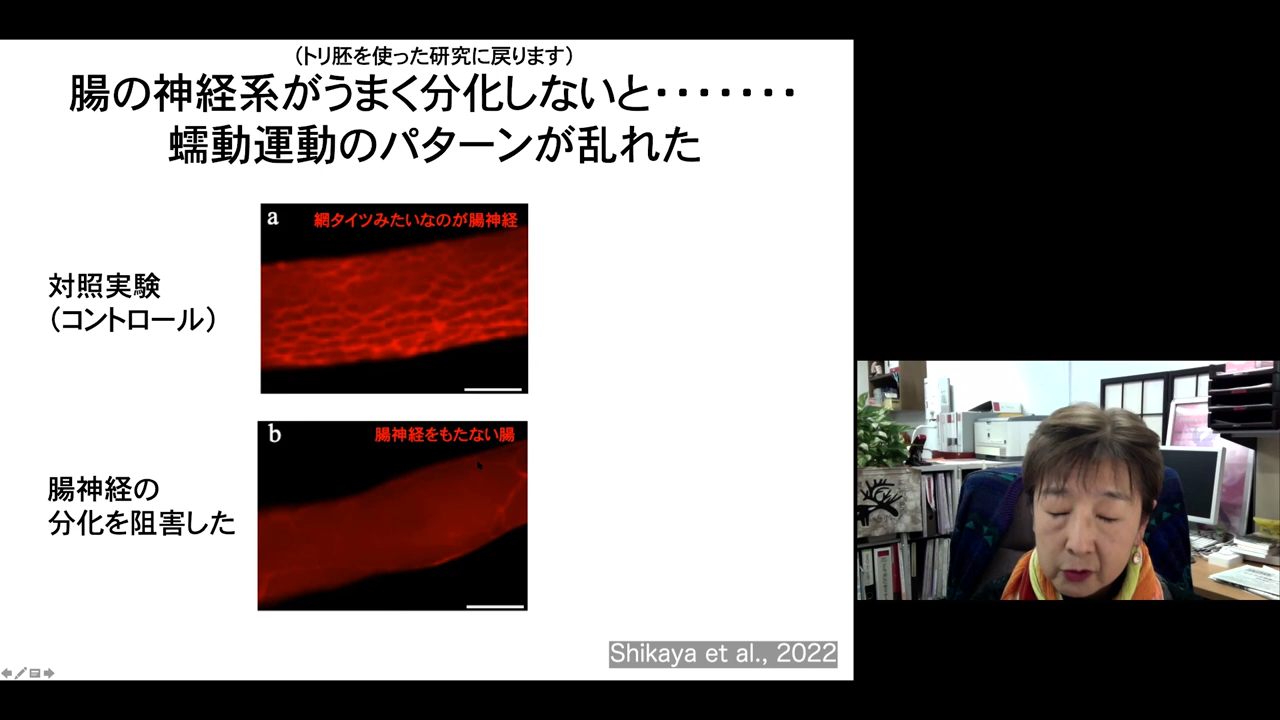 （トリ胚を使った研究に戻ります）
腸の神経系がうまく分化しないと・・・・・・・
蠕動運動のパターンが乱れた
a
網タイツみたいなのが腸神経
対照実験
（コントロール）
b
腸神経をもたない腸
腸神経の
分化を阻害した
Shikaya et al., 2022